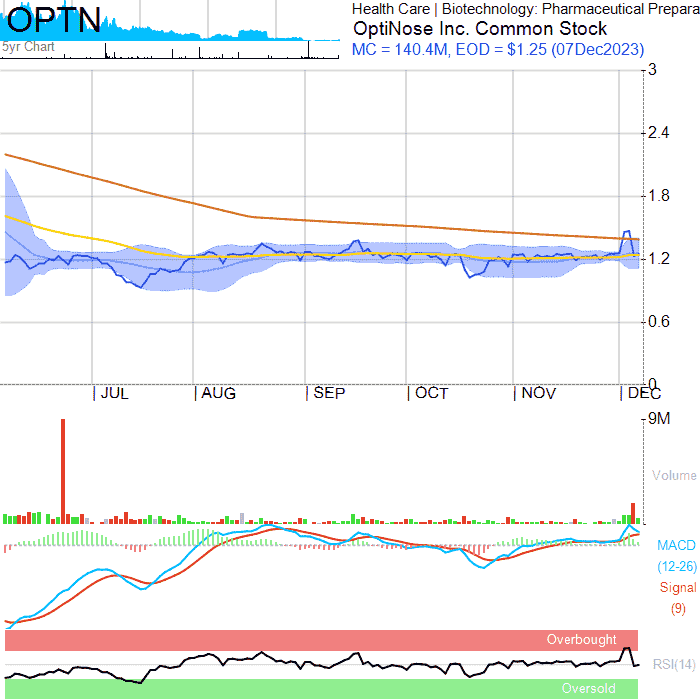 OPTN
5yr Chart
Health Care | Biotechnology: Pharmaceutical Prepara
OptiNose Inc. Common Stock
MC = 140.4M, EOD = $1.25 (07Dec2023)
3
2.4
1.8
1.2
0.6
0
JUL
AUG
SEP
OCT
NOV
DEC
9M
Volume
MACD
(12-26)
Signal
(9)
Overbought
RSI(14)
Oversold